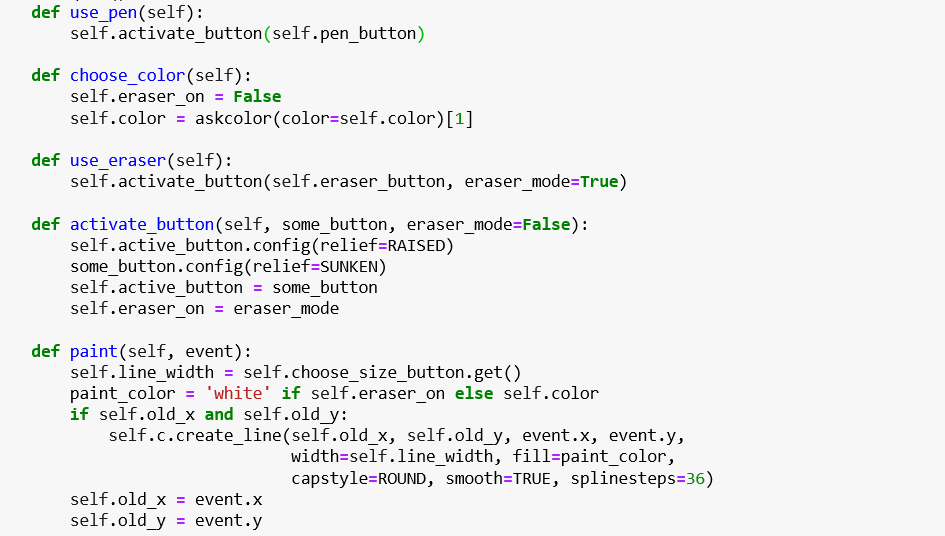 def use_pen(self):
    self.activate_button(self.pen_button)

def choose_color(self):
    self.eraser_on = False
    self.color = askcolor(color=self.color)[1]

def use_eraser(self):
    self.activate_button(self.eraser_button, eraser_mode=True)

def activate_button(self, some_button, eraser_mode=False):
    self.active_button.config(relief=RAISED)
    some_button.config(relief=SUNKEN)
    self.active_button = some_button
    self.eraser_on = eraser_mode

def paint(self, event):
    self.line_width = self.choose_size_button.get()
    paint_color = 'white' if self.eraser_on else self.color
    if self.old_x and self.old_y:
        self.c.create_line(self.old_x, self.old_y, event.x, event.y,
                           width=self.line_width, fill=paint_color,
                           capstyle=ROUND, smooth=TRUE, splinesteps=36)
    self.old_x = event.x
    self.old_y = event.y